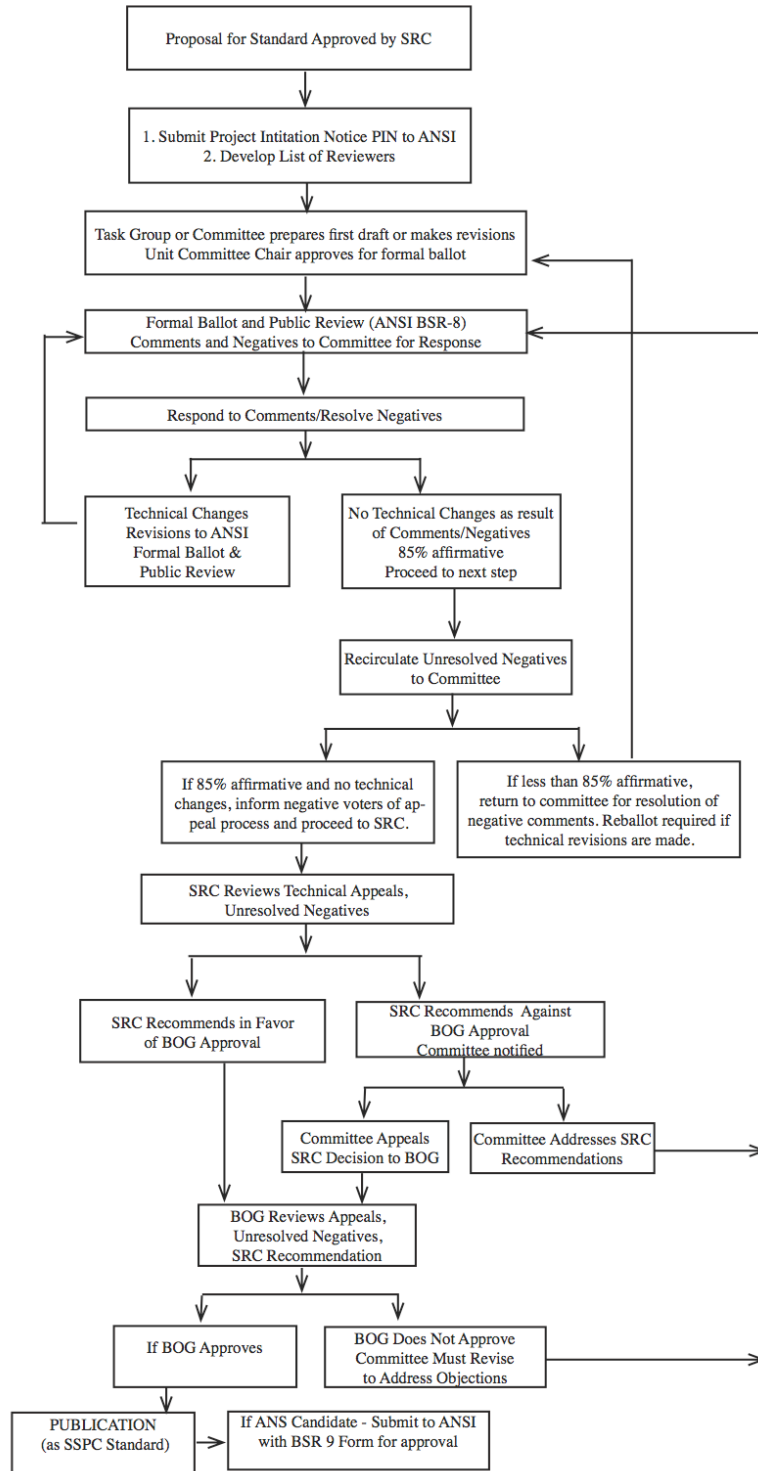 Proposal for Standard Approved by SRC
1. Submit Project Intitation Notice PIN to ANSI
2. Develop List of Reviewers
Task Group or Committee prepares first draft or makes revisions
Unit Committee Chair approves for formal ballot
Formal Ballot and Public Review (ANSI BSR-8)
Comments and Negatives to Committee for Response
Respond to Comments/Resolve Negatives
Technical Changes
Revisions to ANSI
Formal Ballot &
Public Review
No Technical Changes as result
of Comments/Negatives
85% affirmative
Proceed to next step
Recirculate Unresolved Negatives
to Committee
If 85% affirmative and no technical
changes, inform negative voters of ap-
peal process and proceed to SRC.
If less than 85% affirmative,
return to committee for resolution of
negative comments. Reballot required if
technical revisions are made.
SRC Reviews Technical Appeals,
Unresolved Negatives
SRC Recommends in Favor
of BOG Approval
SRC Recommends Against
BOG Approval
Committee notified
Committee Appeals
SRC Decision to BOG
Committee Addresses SRC
Recommendations
BOG Reviews Appeals,
Unresolved Negatives,
SRC Recommendation
If BOG Approves
BOG Does Not Approve
Committee Must Revise
to Address Objections
PUBLICATION
(as SSPC Standard)
If ANS Candidate - Submit to ANSI
with BSR 9 Form for approval